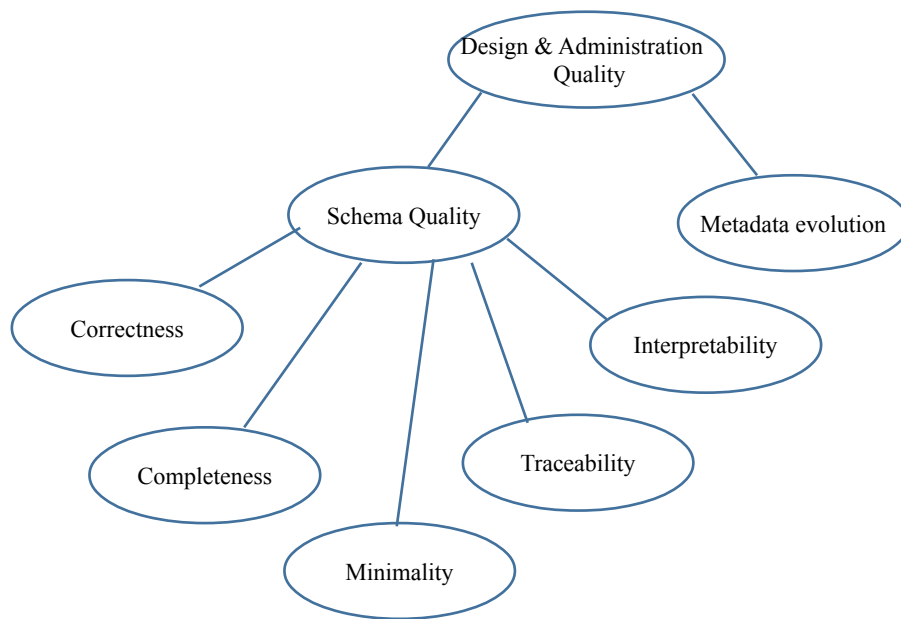 Design & Administration
Quality
Schema Quality
Metadata evolution
Correctness
Interpretability
Completeness
Traceability
Minimality